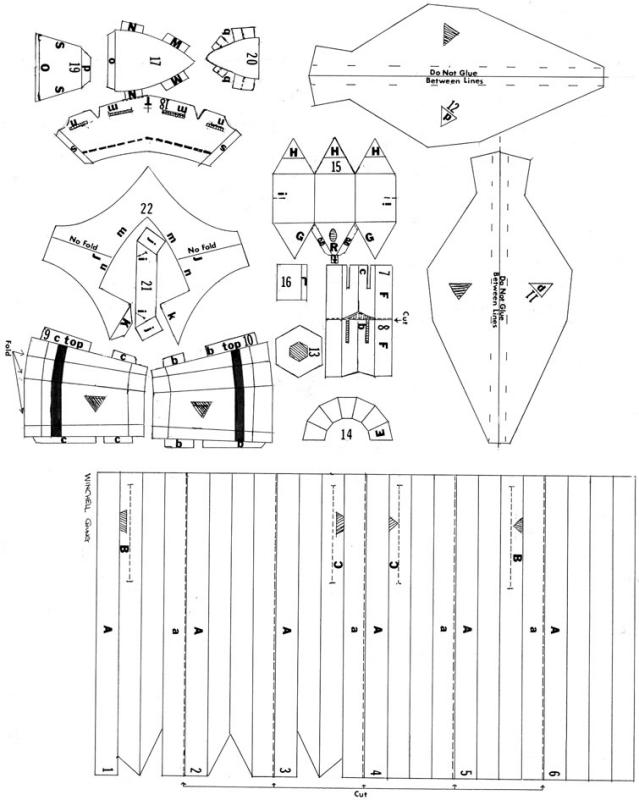 S
S
O
P
19
N
N
M
M
O
17
q
q
20
n
m
T
18
m
n
S
S
Do Not Glue
Between Lines
12
d
H
H
H
15
G
G
R
22
m
m
No Fold
No Fold
n
21
k
16
L
7
F
c
Cut
8
F
b
13
14
E
Do Not Glue
Between Lines
11
Fold
9
c top
c
c
c
b
b top
10
b
b
WINCHELL
B
C
C
B
A
a
A
A
a
A
a
A
a
A
1
2
3
4
5
6
Cut